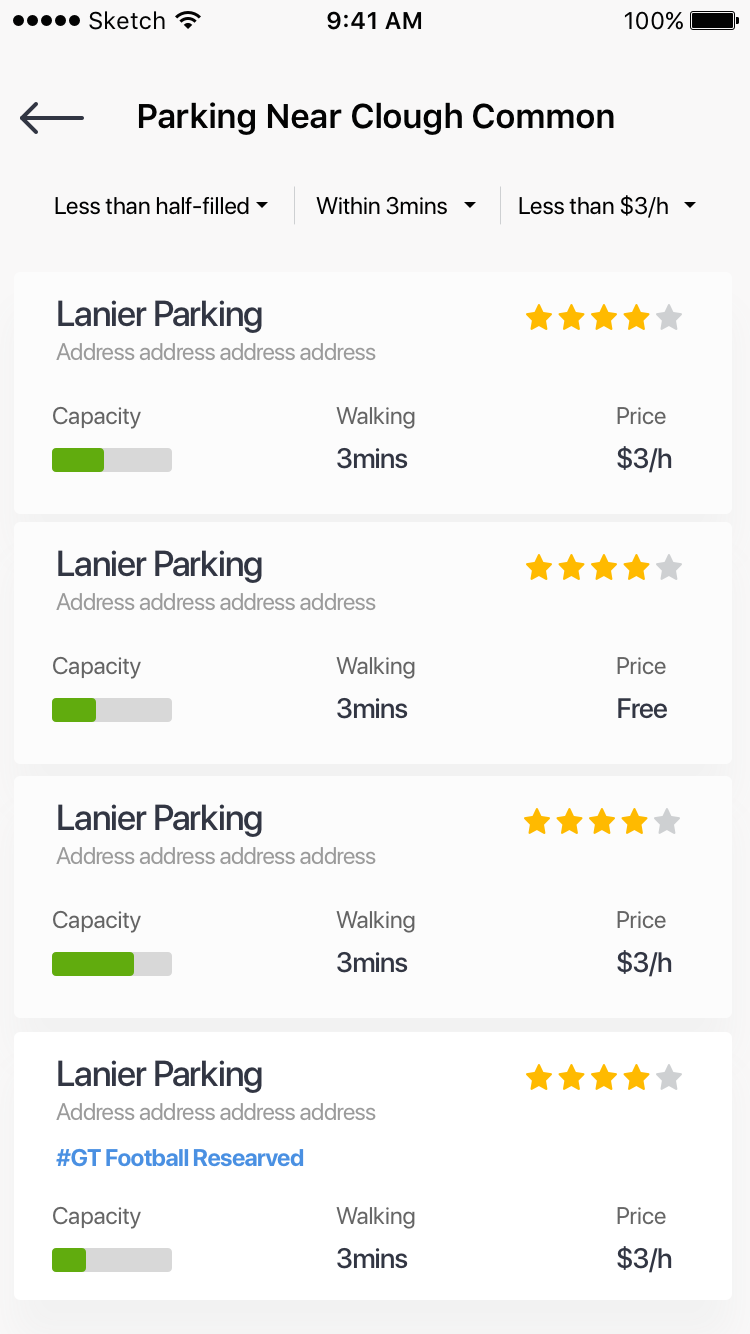 Sketch 9:41 AM 100%
Parking Near Clough Common
Less than half-filled Within 3mins Less than $3/h
Lanier Parking
Address address address address
Capacity Walking Price
3mins $3/h
Lanier Parking
Address address address address
Capacity Walking Price
3mins Free
Lanier Parking
Address address address address
Capacity Walking Price
3mins $3/h
Lanier Parking
Address address address address
#GT Football Researved
Capacity Walking Price
3mins $3/h